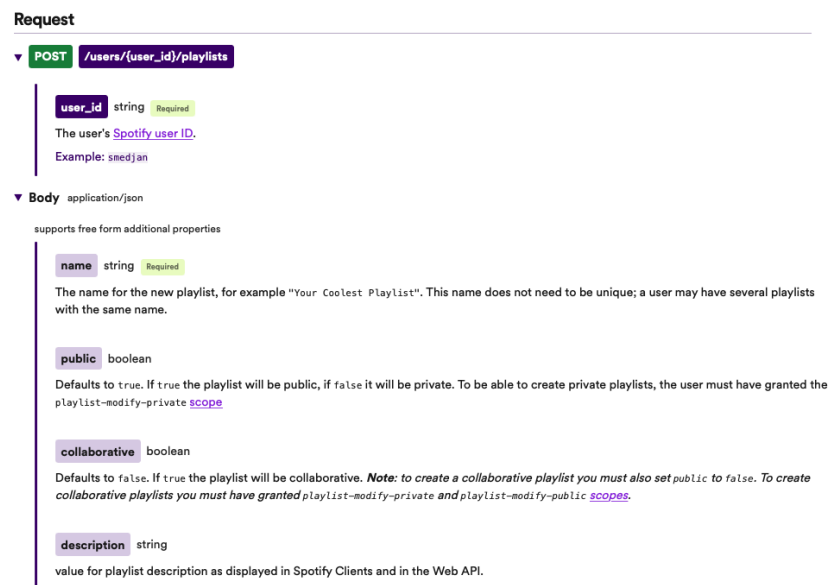 Request
POST /users/{user_id}/playlists
user_id string Required
The user's Spotify user ID.
Example: smedjan
Body application/json
supports free form additional properties
name string Required
The name for the new playlist, for example "Your Coolest Playlist". This name does not need to be unique; a user may have several playlists
with the same name.
public boolean
Defaults to true. If true the playlist will be public, if false it will be private. To be able to create private playlists, the user must have granted the
playlist-modify-private scope
collaborative boolean
Defaults to false. If true the playlist will be collaborative. Note: to create a collaborative playlist you must also set public to false. To create
collaborative playlists you must have granted playlist-modify-private and playlist-modify-public scopes.
description string
value for playlist description as displayed in Spotify Clients and in the Web API.